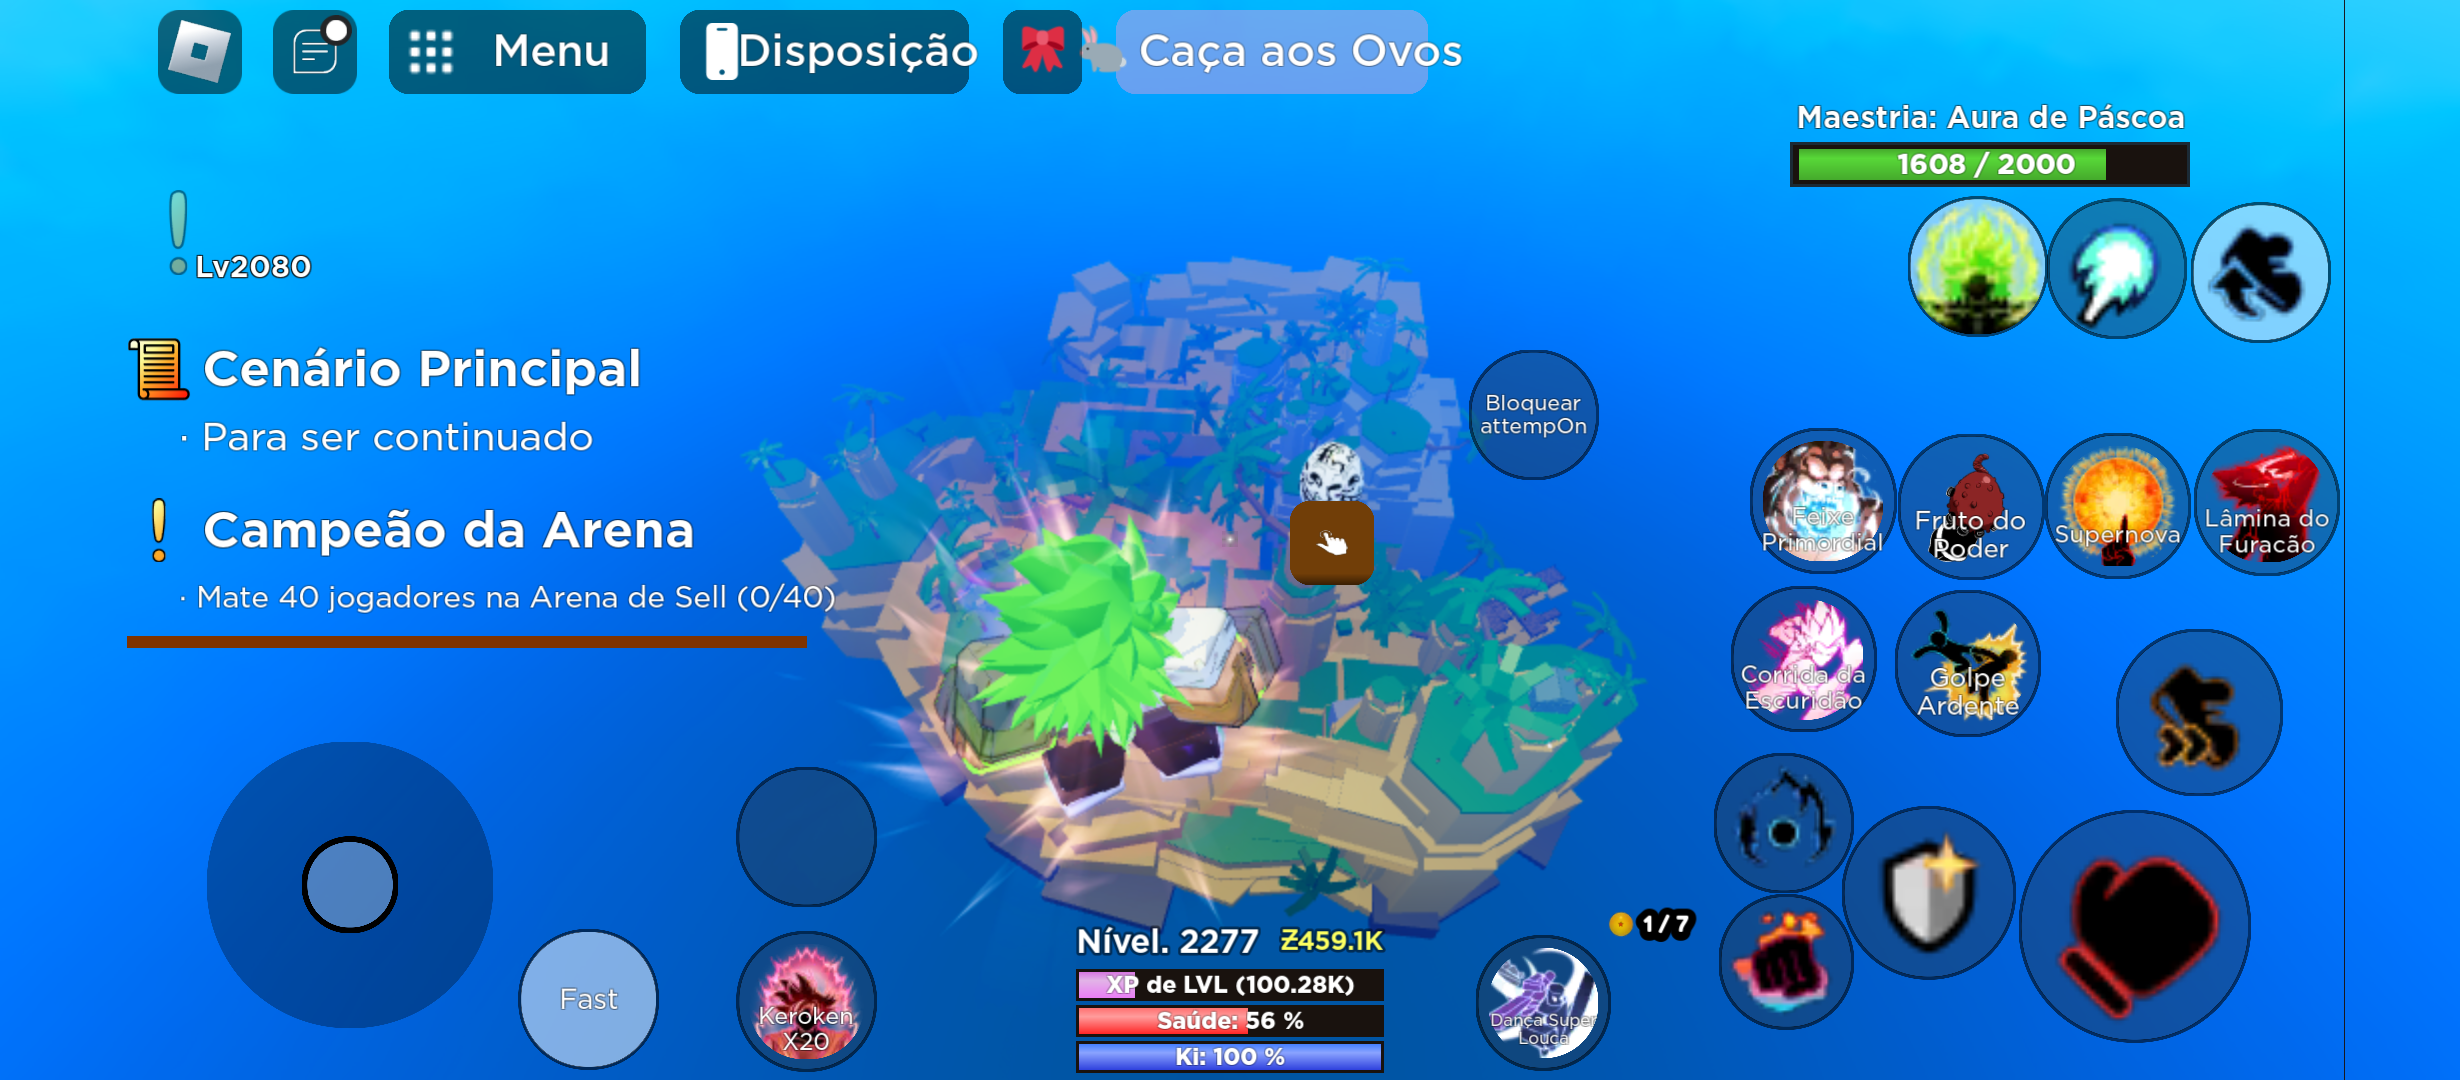 Menu
Disposição
Caça aos Ovos
Maestria: Aura de Páscoa
1608 / 2000
Lv2080
Cenário Principal
· Para ser continuado
Campeão da Arena
· Mate 40 jogadores na Arena de Sell (0/40)
Bloquear
attempOn
Feixe
Primordial
Fruto do
Poder
Supernova
Lâmina do
Furacão
Corrida da
Escuridão
Golpe
Ardente
Fast
Keroken
X20
Nível. 2277 Ƶ459.1K
XP de LVL (100.28K)
Saúde: 56 %
Ki: 100 %
1/7
Dança Super
Louca